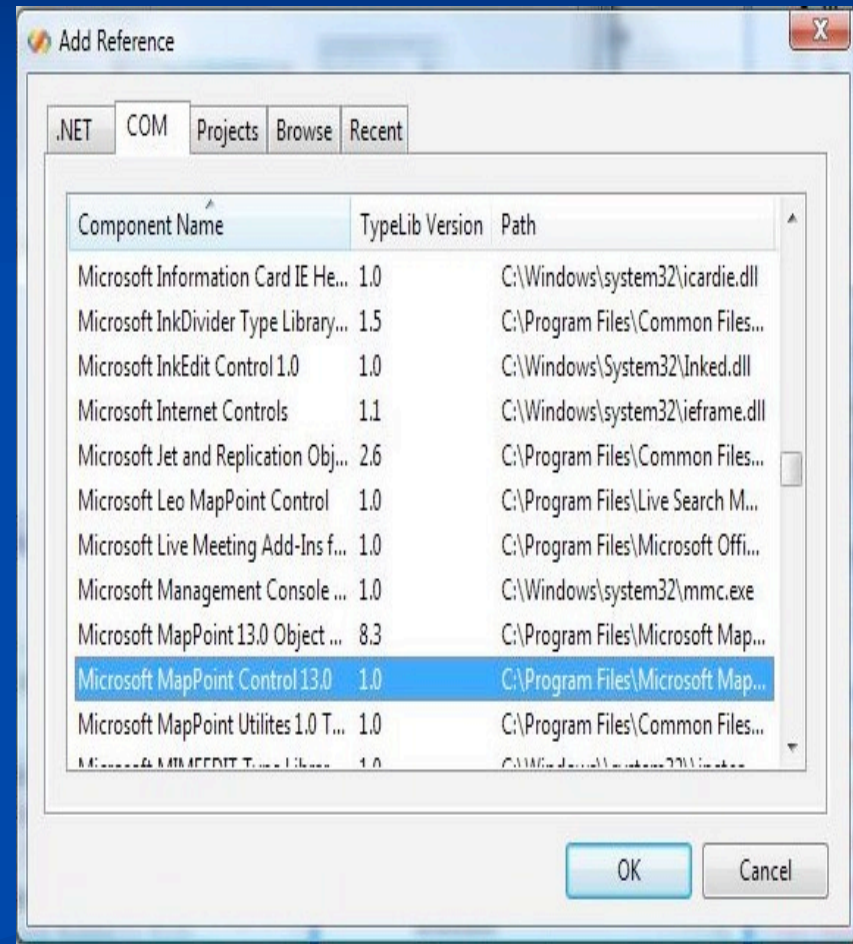 Add Reference
X
.NET COM Projects Browse Recent
Component Name TypeLib Version Path
Microsoft Information Card IE He... 1.0 C:\Windows\system32\icardie.dll
Microsoft InkDivider Type Library... 1.5 C:\Program Files\Common Files...
Microsoft InkEdit Control 1.0 1.0 C:\Windows\System32\Inked.dll
Microsoft Internet Controls 1.1 C:\Windows\system32\ieframe.dll
Microsoft Jet and Replication Obj... 2.6 C:\Program Files\Common Files...
Microsoft Leo MapPoint Control 1.0 C:\Program Files\Live Search M...
Microsoft Live Meeting Add-Ins f... 1.0 C:\Program Files\Microsoft Offi...
Microsoft Management Console ... 1.0 C:\Windows\system32\mmc.exe
Microsoft MapPoint 13.0 Object ... 8.3 C:\Program Files\Microsoft Map...
Microsoft MapPoint Control 13.0 1.0 C:\Program Files\Microsoft Map...
Microsoft MapPoint Utilites 1.0 T... 1.0 C:\Program Files\Common Files...
Microsoft MIMEEDIT Type Librar... 1.0
OK Cancel